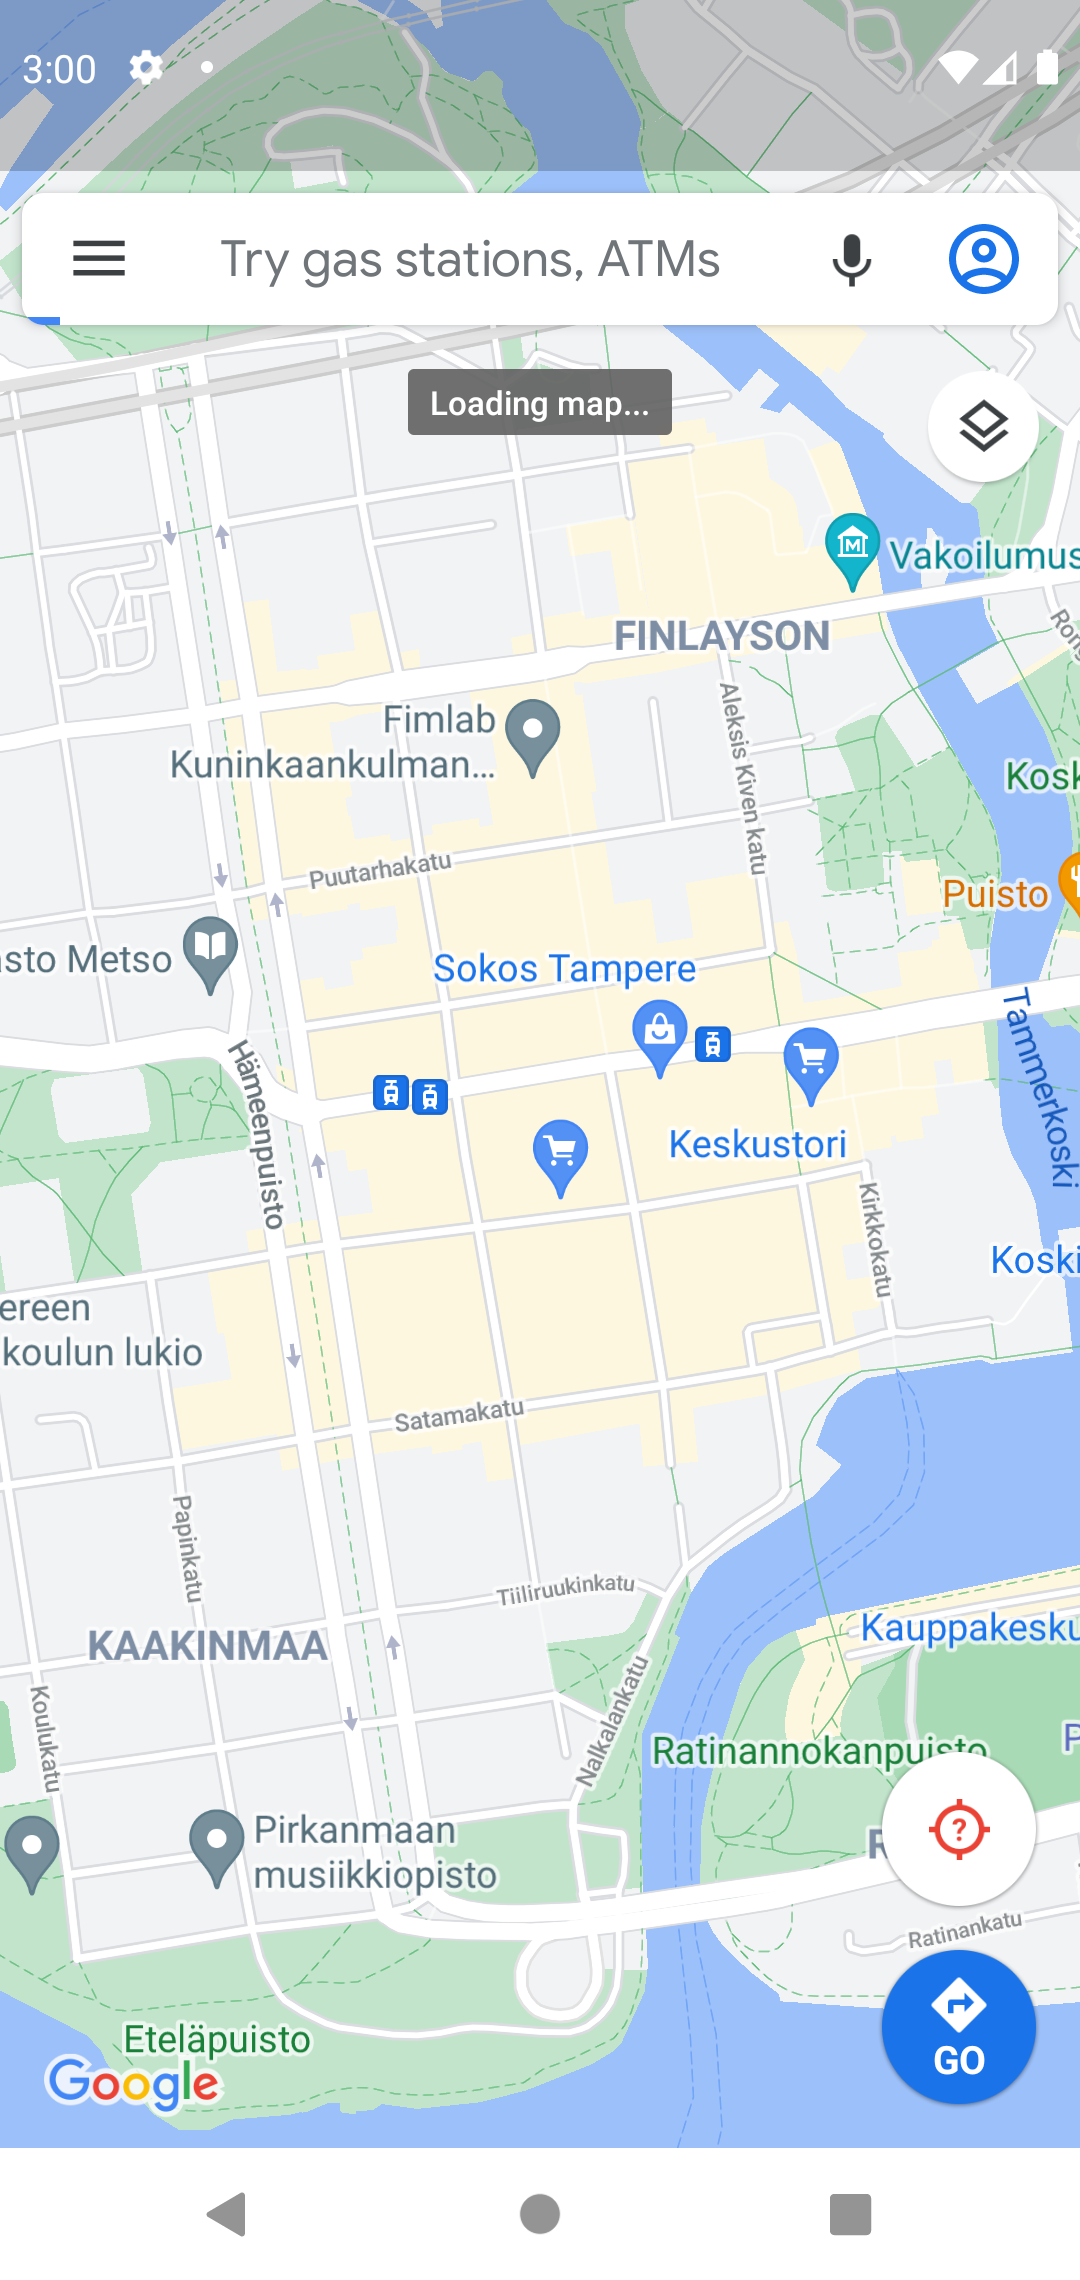 3:00
Try gas stations, ATMs
Loading map...
Vakoilumus
FINLAYSON
Fimlab
Kuninkaankulman...
Aleksis Kiven katu
Kosk
Puutarhakatu
Puisto
asto Metso
Sokos Tampere
Tammerkoski
Hämeenpuisto
Keskustori
Kirkkokatu
Koski
ereen
koulun lukio
Satamakatu
Papinkatu
Tiiliruukinkatu
KAAKINMAA
Kauppakesku
Koulukatu
Nalkalankatu
Ratinannokanpuisto
P
Pirkanmaan
musiikkiopisto
R
?
Ratinankatu
GO
Eteläpuisto
Google